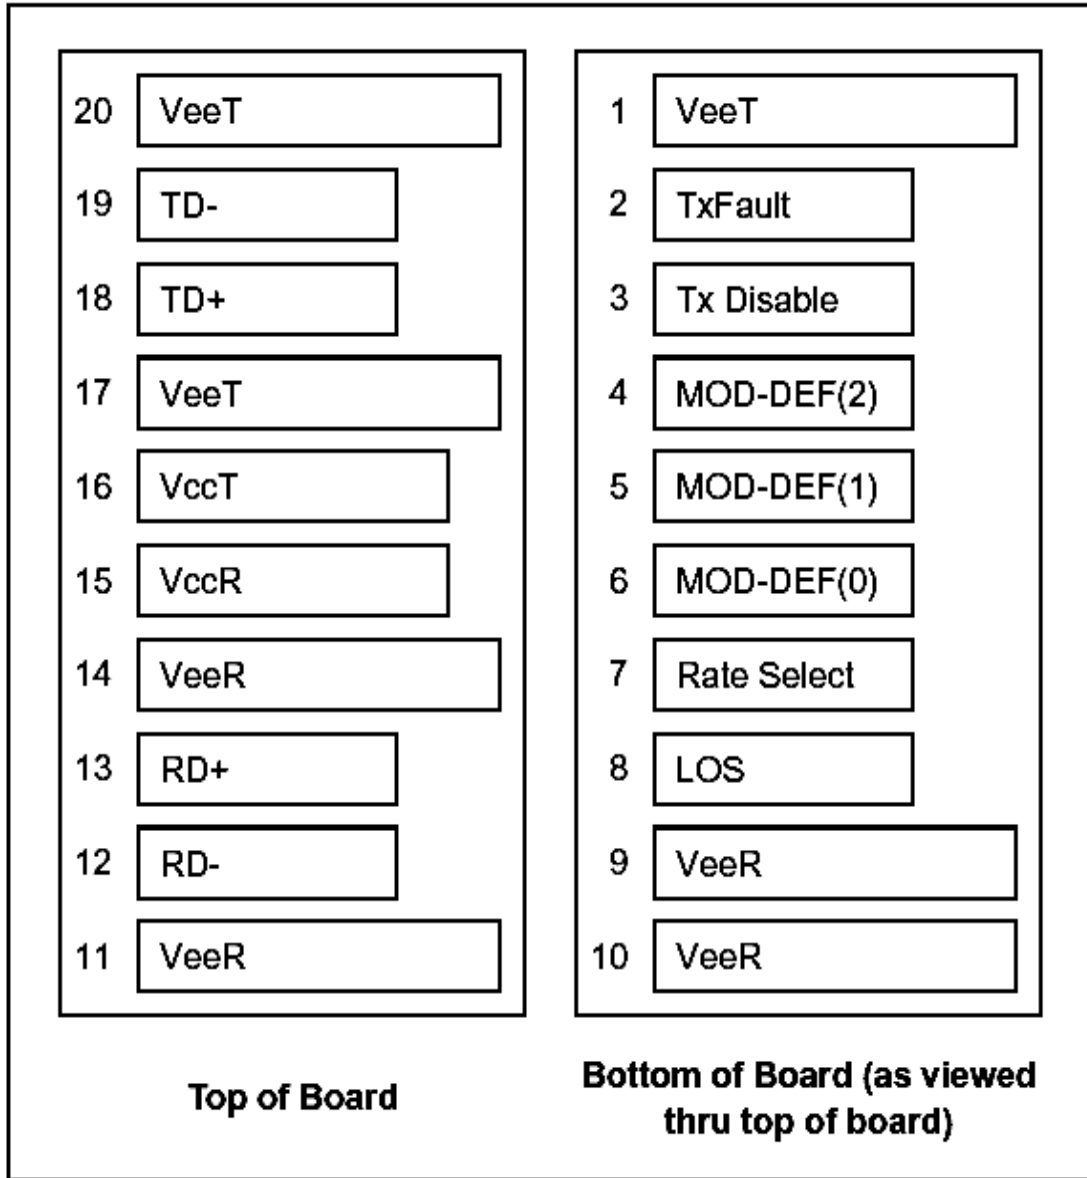 20 VeeT
19 TD-
18 TD+
17 VeeT
16 VccT
15 VccR
14 VeeR
13 RD+
12 RD-
11 VeeR
Top of Board
1 VeeT
2 TxFault
3 Tx Disable
4 MOD-DEF(2)
5 MOD-DEF(1)
6 MOD-DEF(0)
7 Rate Select
8 LOS
9 VeeR
10 VeeR
Bottom of Board (as viewed
thru top of board)